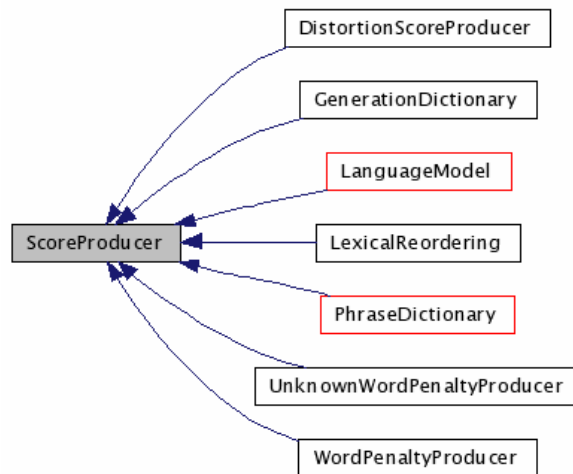 DistortionScoreProducer
GenerationDictionary
LanguageModel
ScoreProducer
LexicalReordering
PhraseDictionary
UnknownWordPenaltyProducer
WordPenaltyProducer